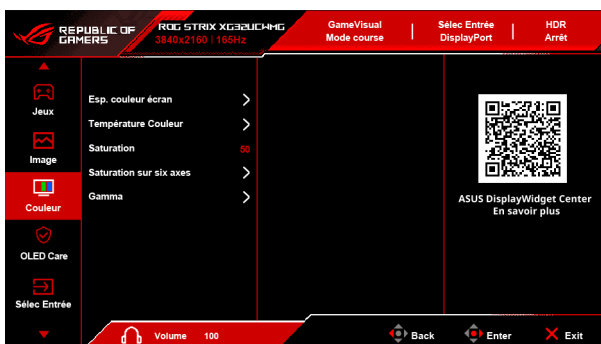 REPUBLIC OF
GAMERS
ROG STRIX XG32UCWMG
3840x2160 | 165Hz
GameVisual
Mode course
Sélec Entrée
DisplayPort
HDR
Arrêt
Jeux
Image
Couleur
OLED Care
Sélec Entrée
Esp. couleur écran
Température Couleur
Saturation 50
Saturation sur six axes
Gamma
ASUS DisplayWidget Center
En savoir plus
Volume 100
Back
Enter
Exit